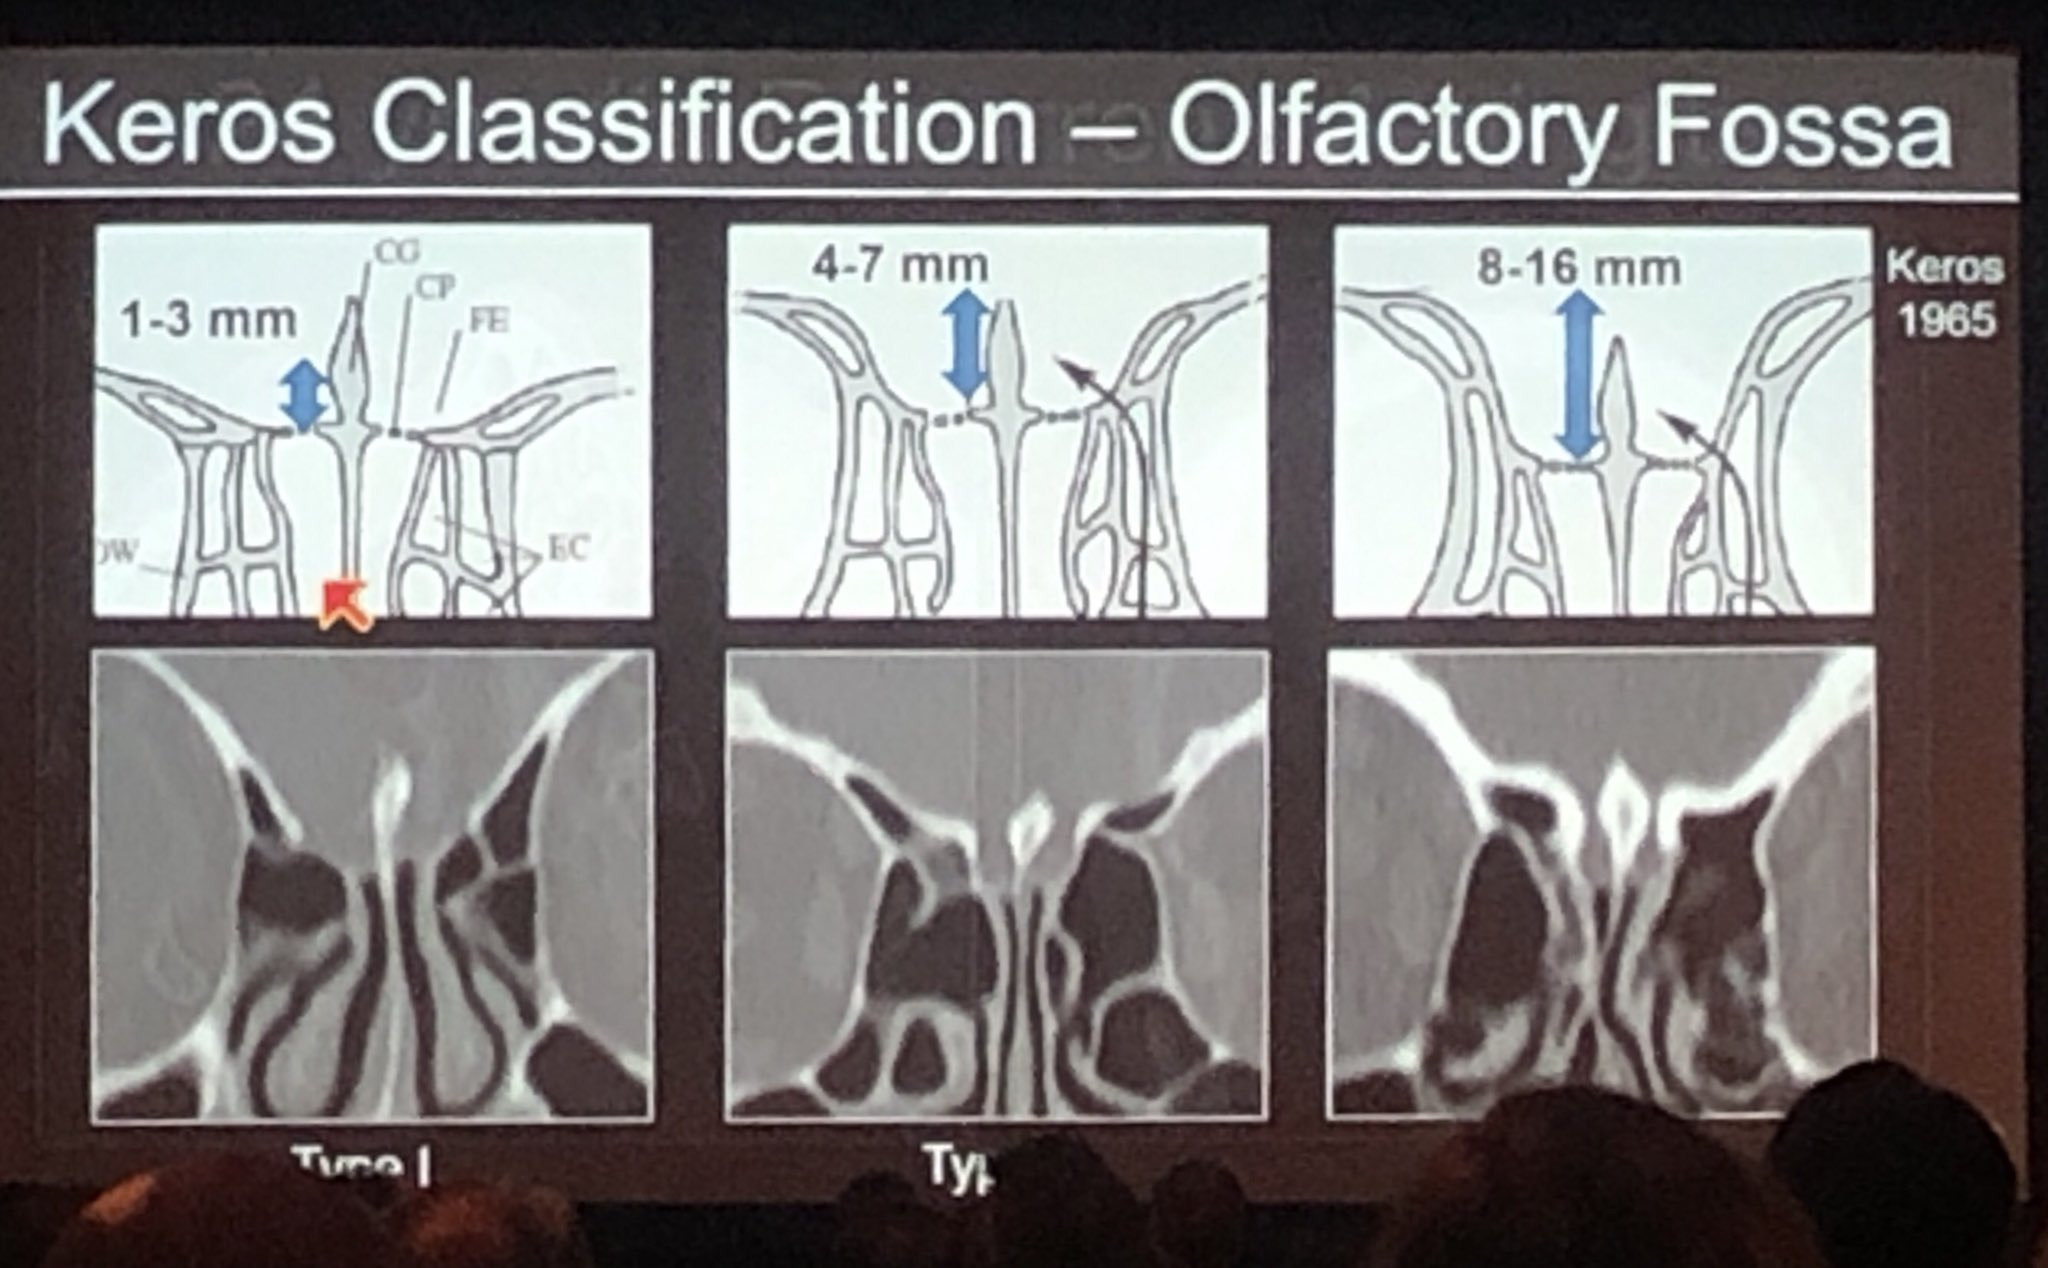 Keros Classification – Olfactory Fossa
CG
CP
FE
1-3 mm
EC
4-7 mm
8-16 mm
Keros
1965
Type I